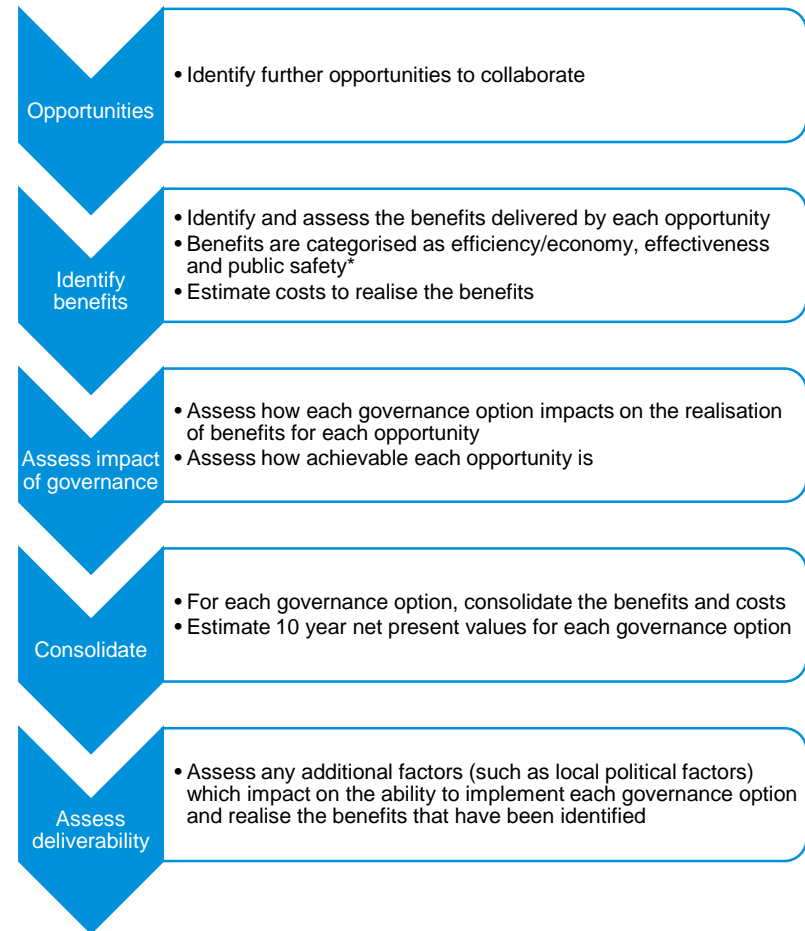 Opportunities
• Identify further opportunities to collaborate
Identify
benefits
• Identify and assess the benefits delivered by each opportunity
• Benefits are categorised as efficiency/economy, effectiveness
and public safety*
• Estimate costs to realise the benefits
Assess impact
of governance
• Assess how each governance option impacts on the realisation
of benefits for each opportunity
• Assess how achievable each opportunity is
Consolidate
• For each governance option, consolidate the benefits and costs
• Estimate 10 year net present values for each governance option
Assess
deliverability
• Assess any additional factors (such as local political factors)
which impact on the ability to implement each governance option
and realise the benefits that have been identified